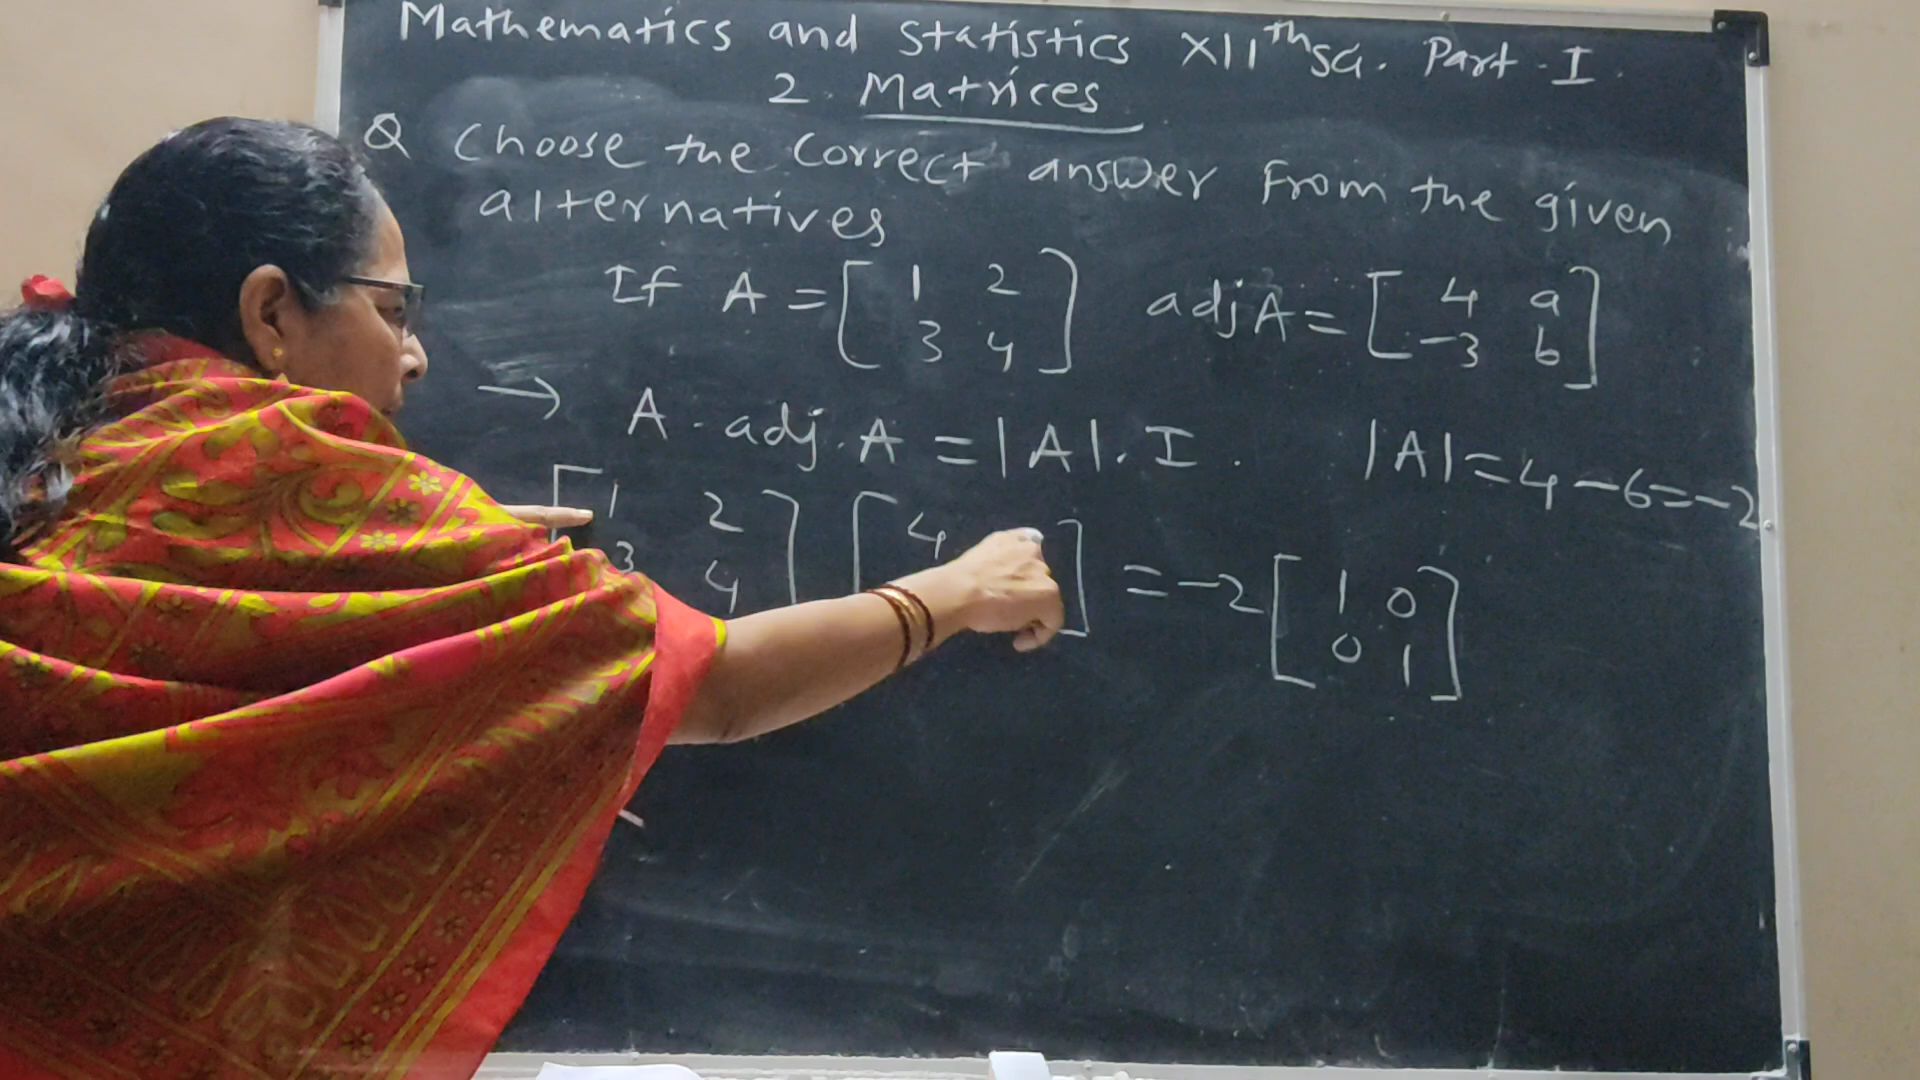 Mathematics and Statistics XIIth Sci. Part-I.
2. Matrices
Q Choose the Correct answer From the given
alternatives
If A = [ 1 2 ] adj A = [ 4 a ]
[ 3 4 ] [ -3 b ]
→ A . adj. A = |A|. I . |A| = 4 - 6 = -2
[ 1 2 ] [ 4 ] = -2 [ 1 0 ]
[ 3 4 ] [ 0 1 ]